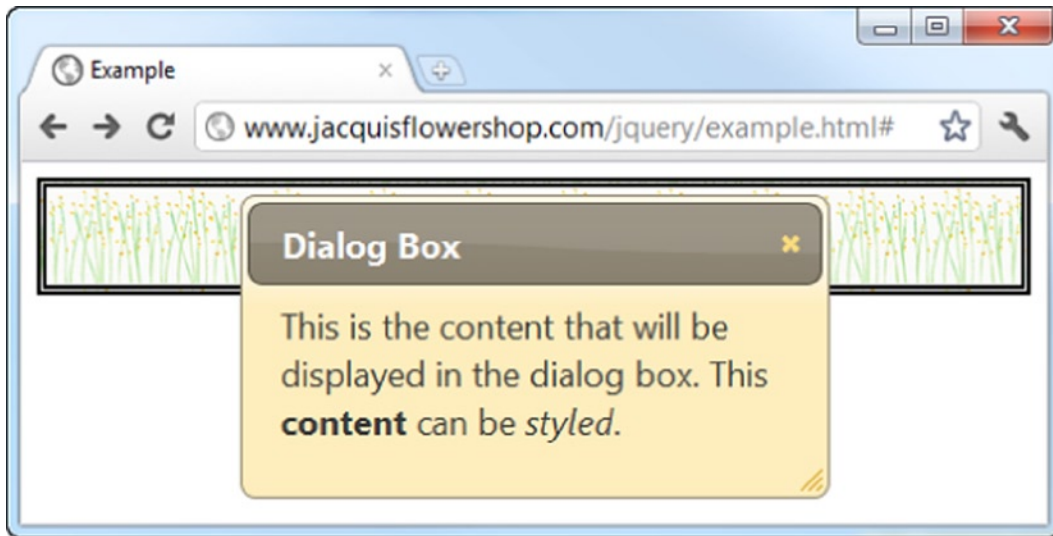 Example
www.jacquisflowershop.com/jquery/example.html#
Dialog Box
This is the content that will be
displayed in the dialog box. This
content can be styled.